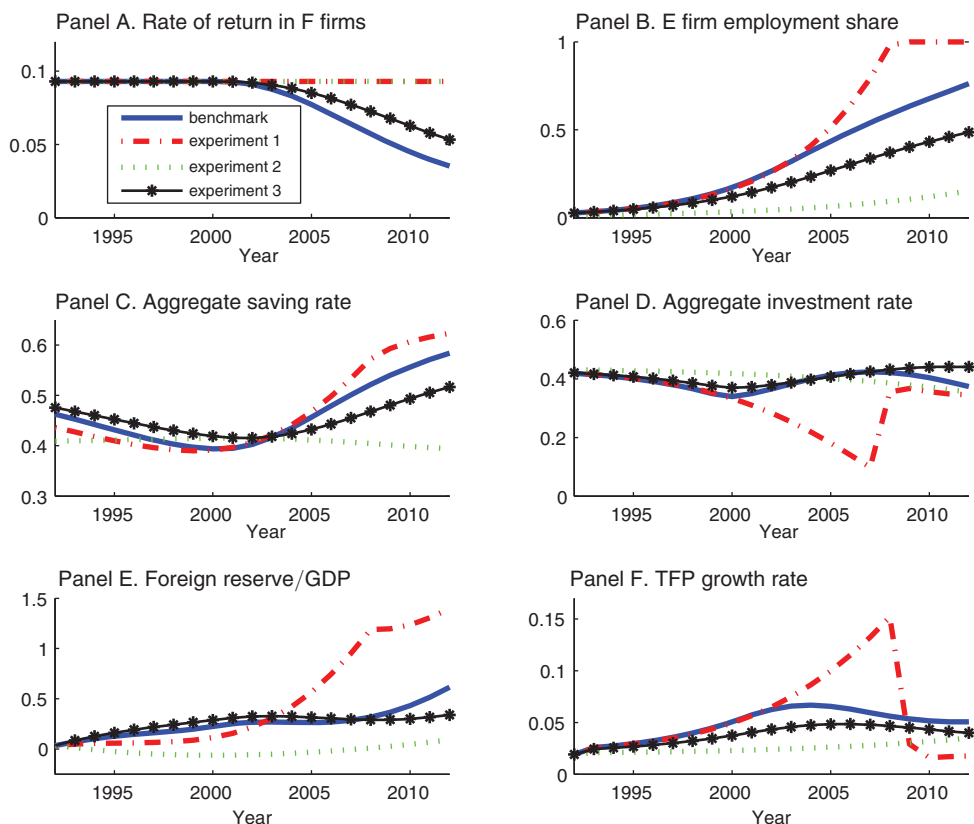 Panel A. Rate of return in F firms
0.1
0.05
0
benchmark
experiment 1
experiment 2
experiment 3
1995 2000 2005 2010
Year
Panel B. E firm employment share
1
0.5
0
1995 2000 2005 2010
Year
Panel C. Aggregate saving rate
0.6
0.5
0.4
0.3
1995 2000 2005 2010
Year
Panel D. Aggregate investment rate
0.6
0.4
0.2
0
1995 2000 2005 2010
Year
Panel E. Foreign reserve/GDP
1.5
1
0.5
0
1995 2000 2005 2010
Year
Panel F. TFP growth rate
0.15
0.1
0.05
0
1995 2000 2005 2010
Year